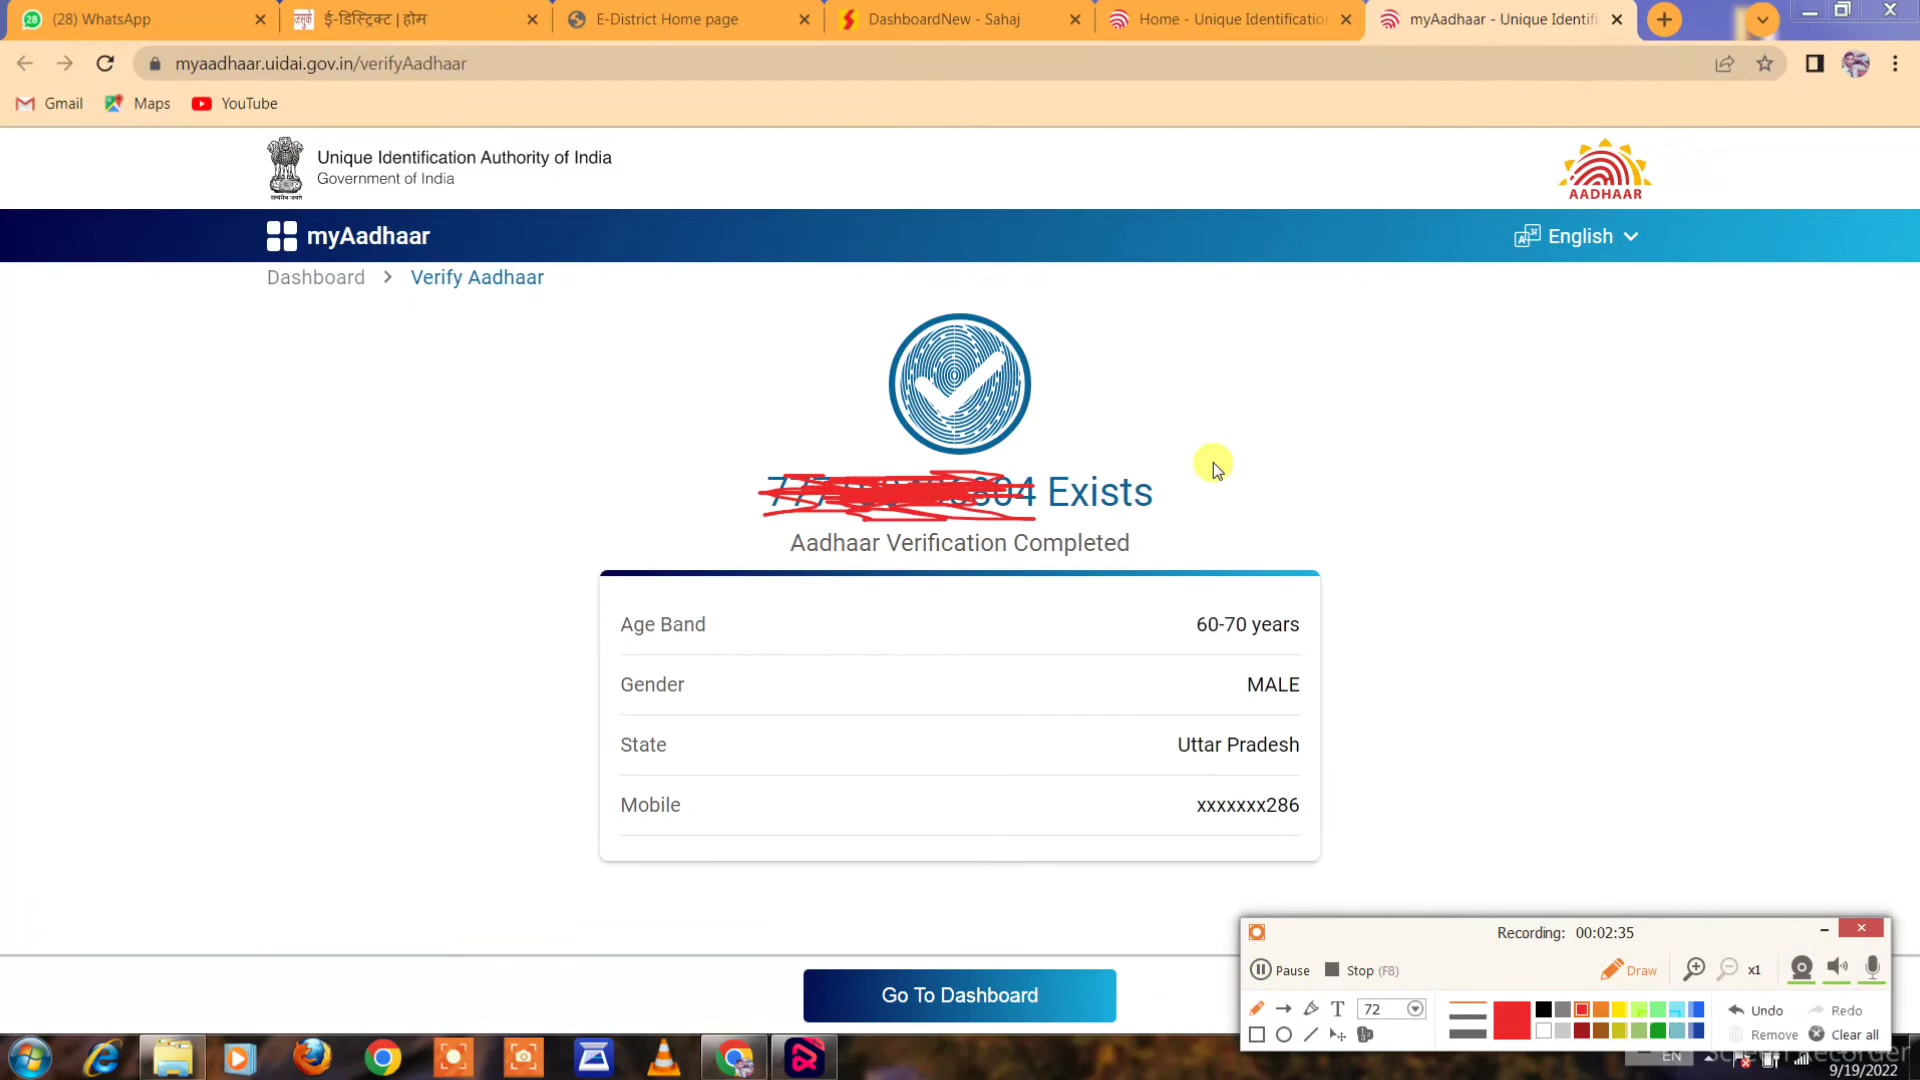 (28) WhatsApp
ई-डिस्ट्रिक्ट | होम
E-District Home page
DashboardNew - Sahaj
Home - Unique Identificatio
myAadhaar - Unique Identifi
myaadhaar.uidai.gov.in/verifyAadhaar
Gmail
Maps
YouTube
Unique Identification Authority of India
Government of India
सत्यमेव जयते
AADHAAR
myAadhaar
English
Dashboard > Verify Aadhaar
Exists
Aadhaar Verification Completed
Age Band 60-70 years
Gender MALE
State Uttar Pradesh
Mobile xxxxxxx286
Go To Dashboard
Recording: 00:02:35
Pause
Stop (F8)
Draw
x1
72
Undo
Redo
Remove
Clear all
EN
9/19/2022